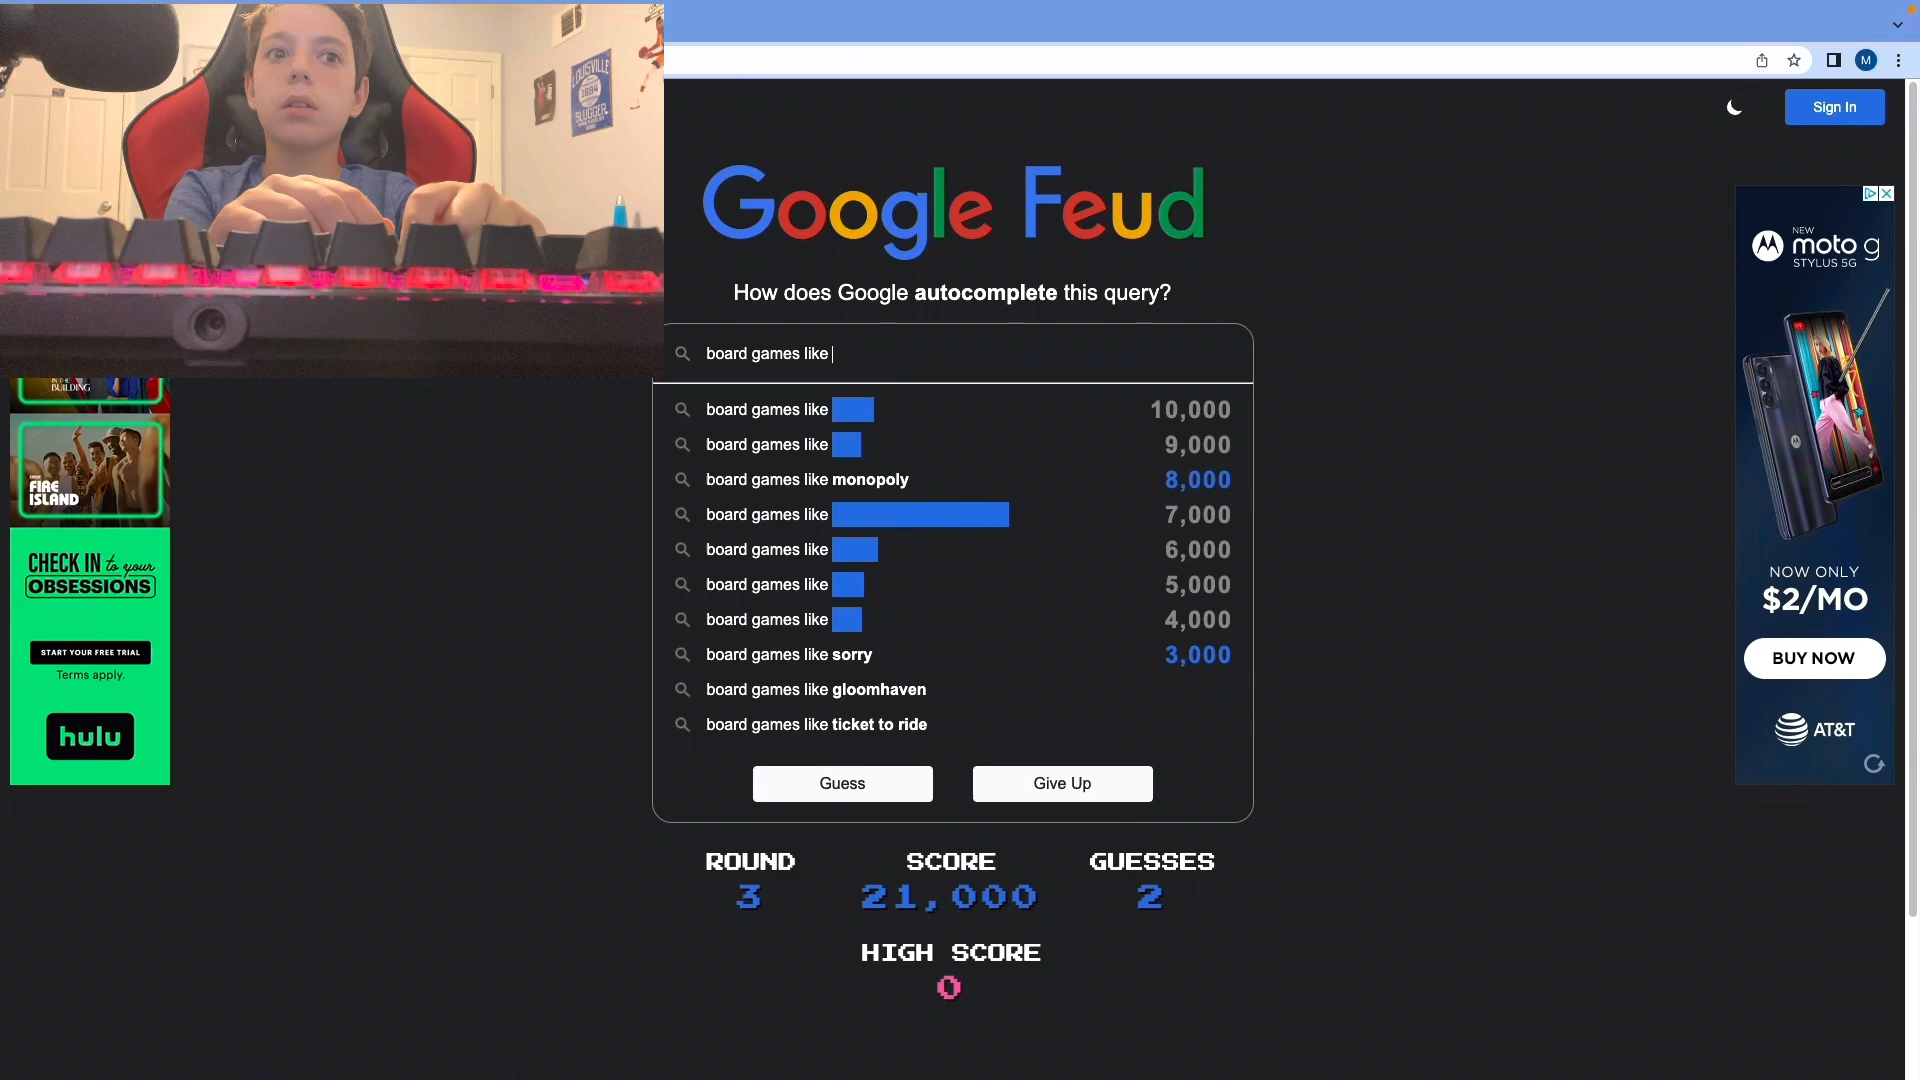 LOUISVILLE
1884
SLUGGER
M
Sign In
Google Feud
How does Google autocomplete this query?
board games like
board games like 10,000
board games like 9,000
board games like monopoly 8,000
board games like 7,000
board games like 6,000
board games like 5,000
board games like 4,000
board games like sorry 3,000
board games like gloomhaven
board games like ticket to ride
Guess Give Up
ROUND SCORE GUESSES
3 21,000 2
HIGH SCORE
0
IN THE
BUILDING
FIRE
ISLAND
CHECK IN to your
OBSESSIONS
START YOUR FREE TRIAL
Terms apply.
hulu
NEW
moto g
STYLUS 5G
NOW ONLY
$2/MO
BUY NOW
AT&T